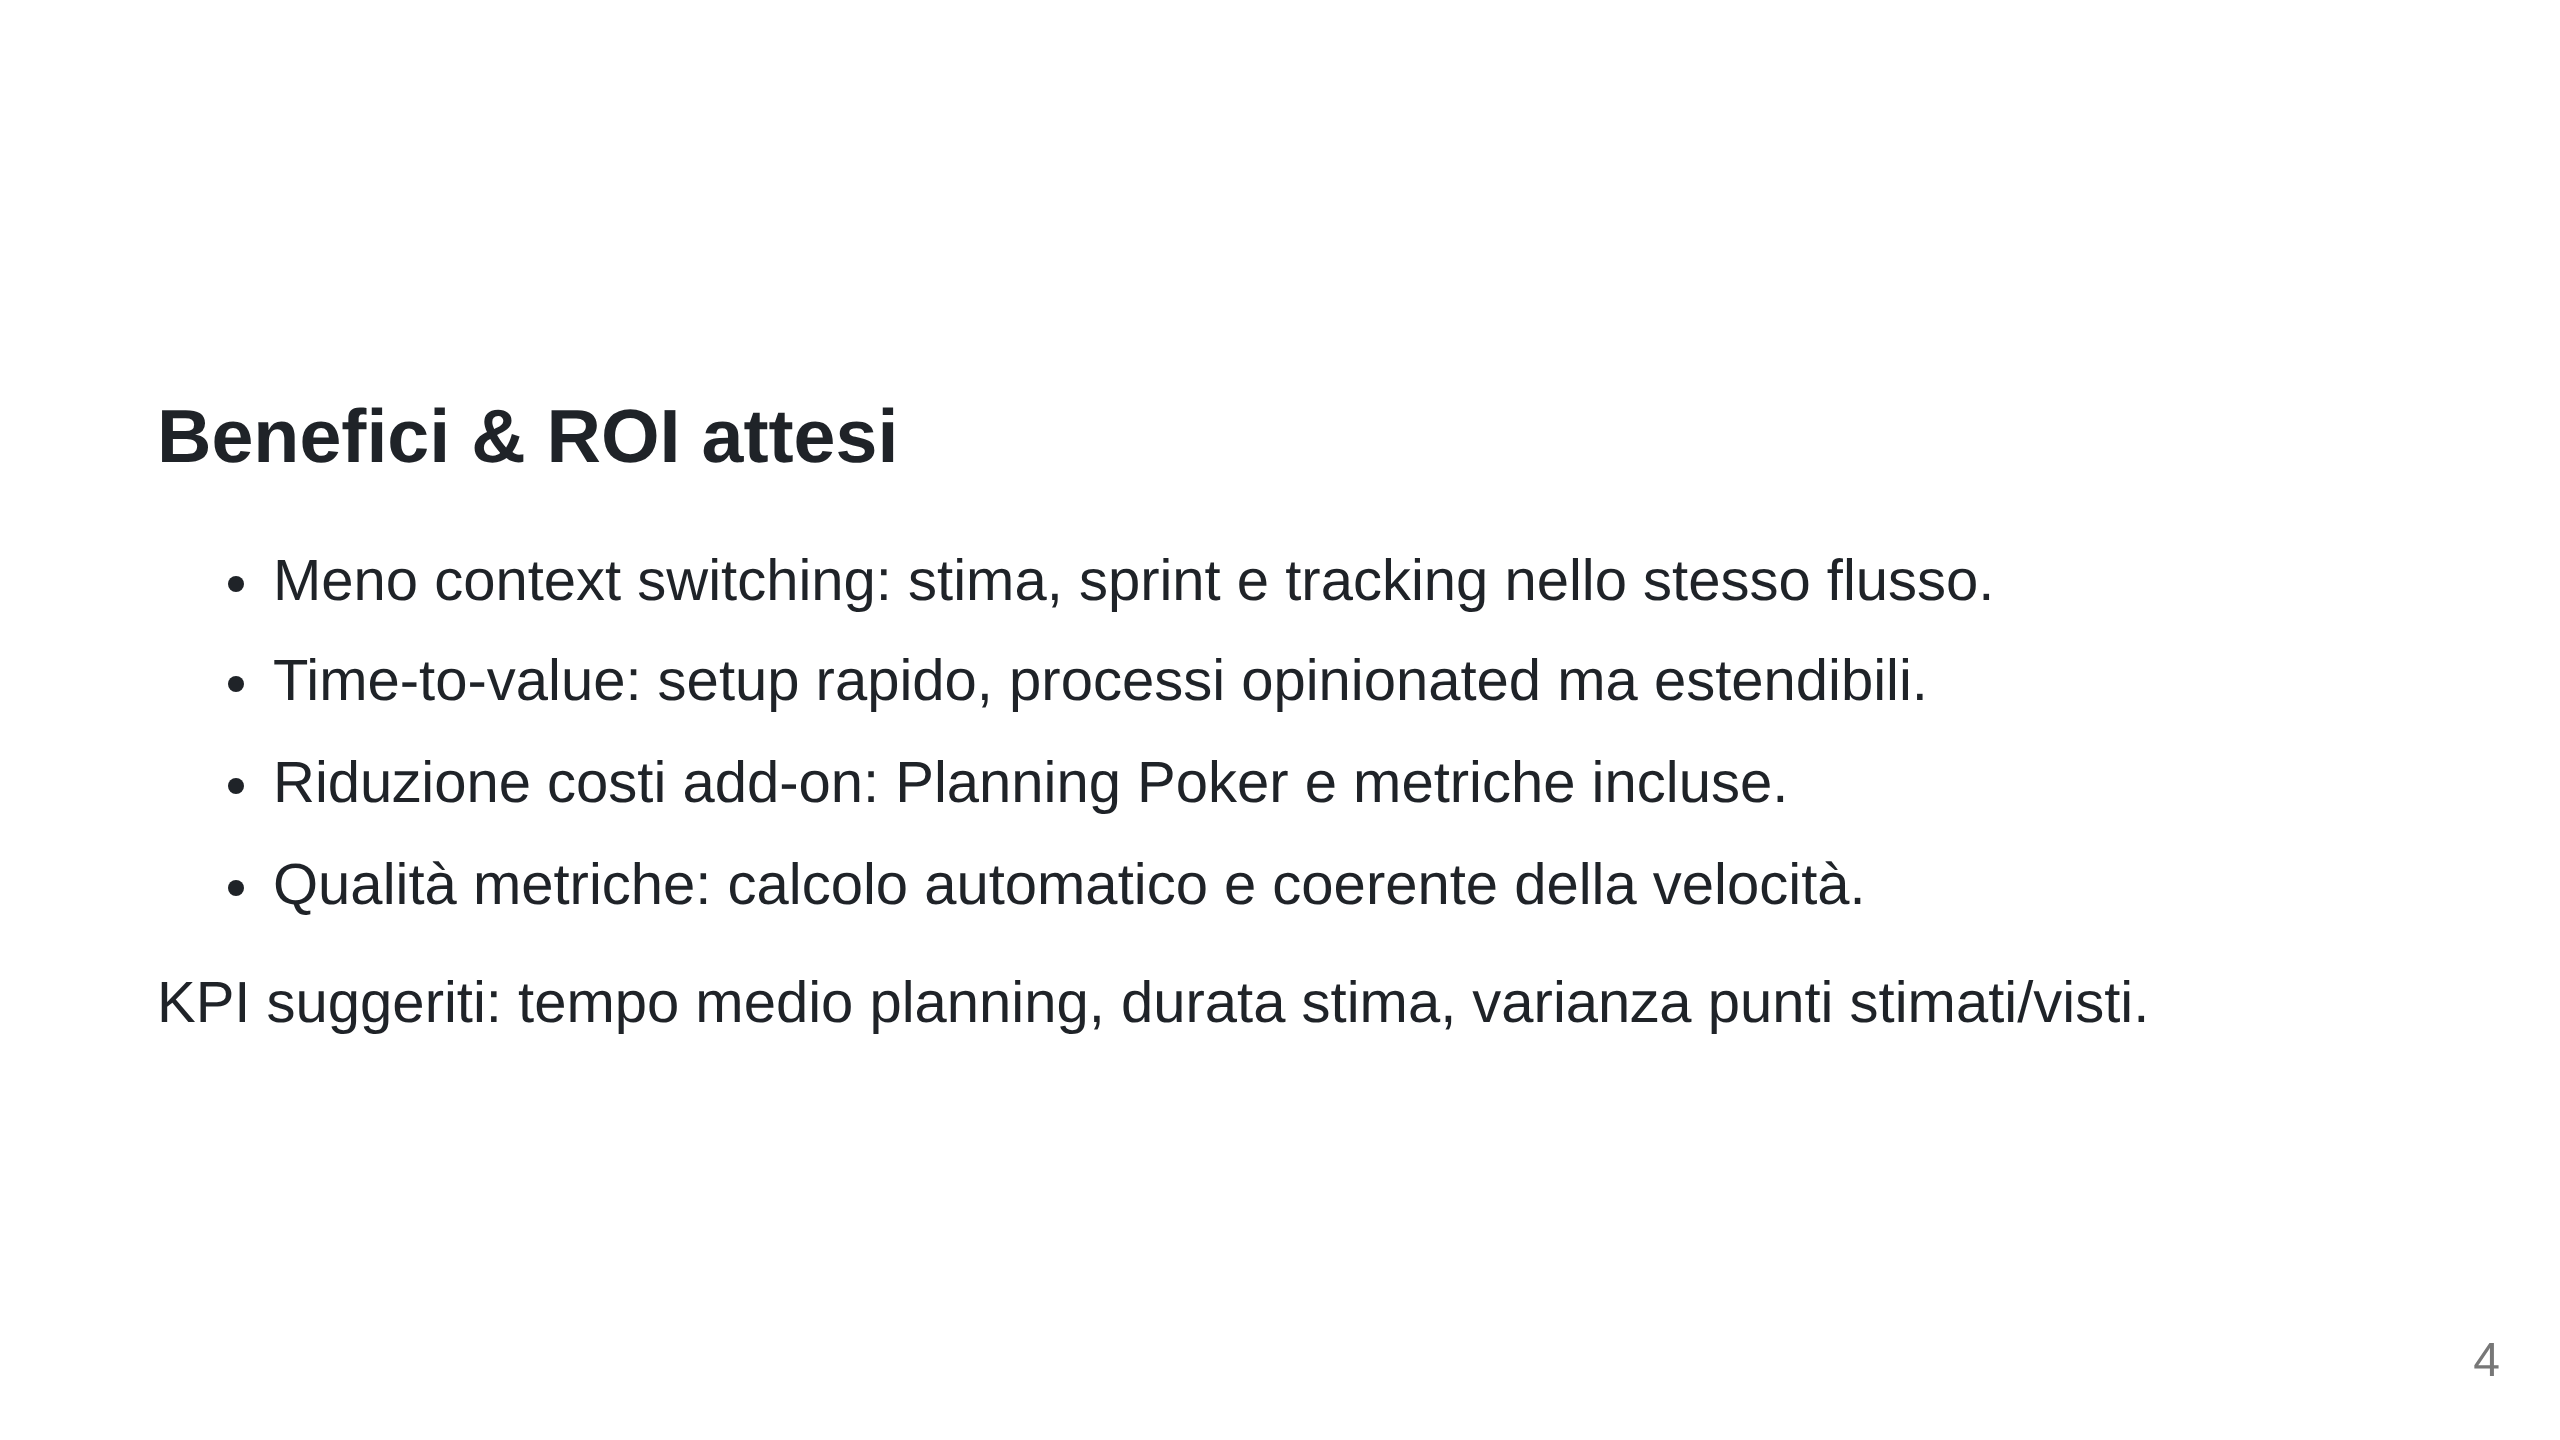 Benefici & ROI attesi
• Meno context switching: stima, sprint e tracking nello stesso flusso.
• Time-to-value: setup rapido, processi opinionated ma estendibili.
• Riduzione costi add-on: Planning Poker e metriche incluse.
• Qualità metriche: calcolo automatico e coerente della velocità.
KPI suggeriti: tempo medio planning, durata stima, varianza punti stimati/visti.
4